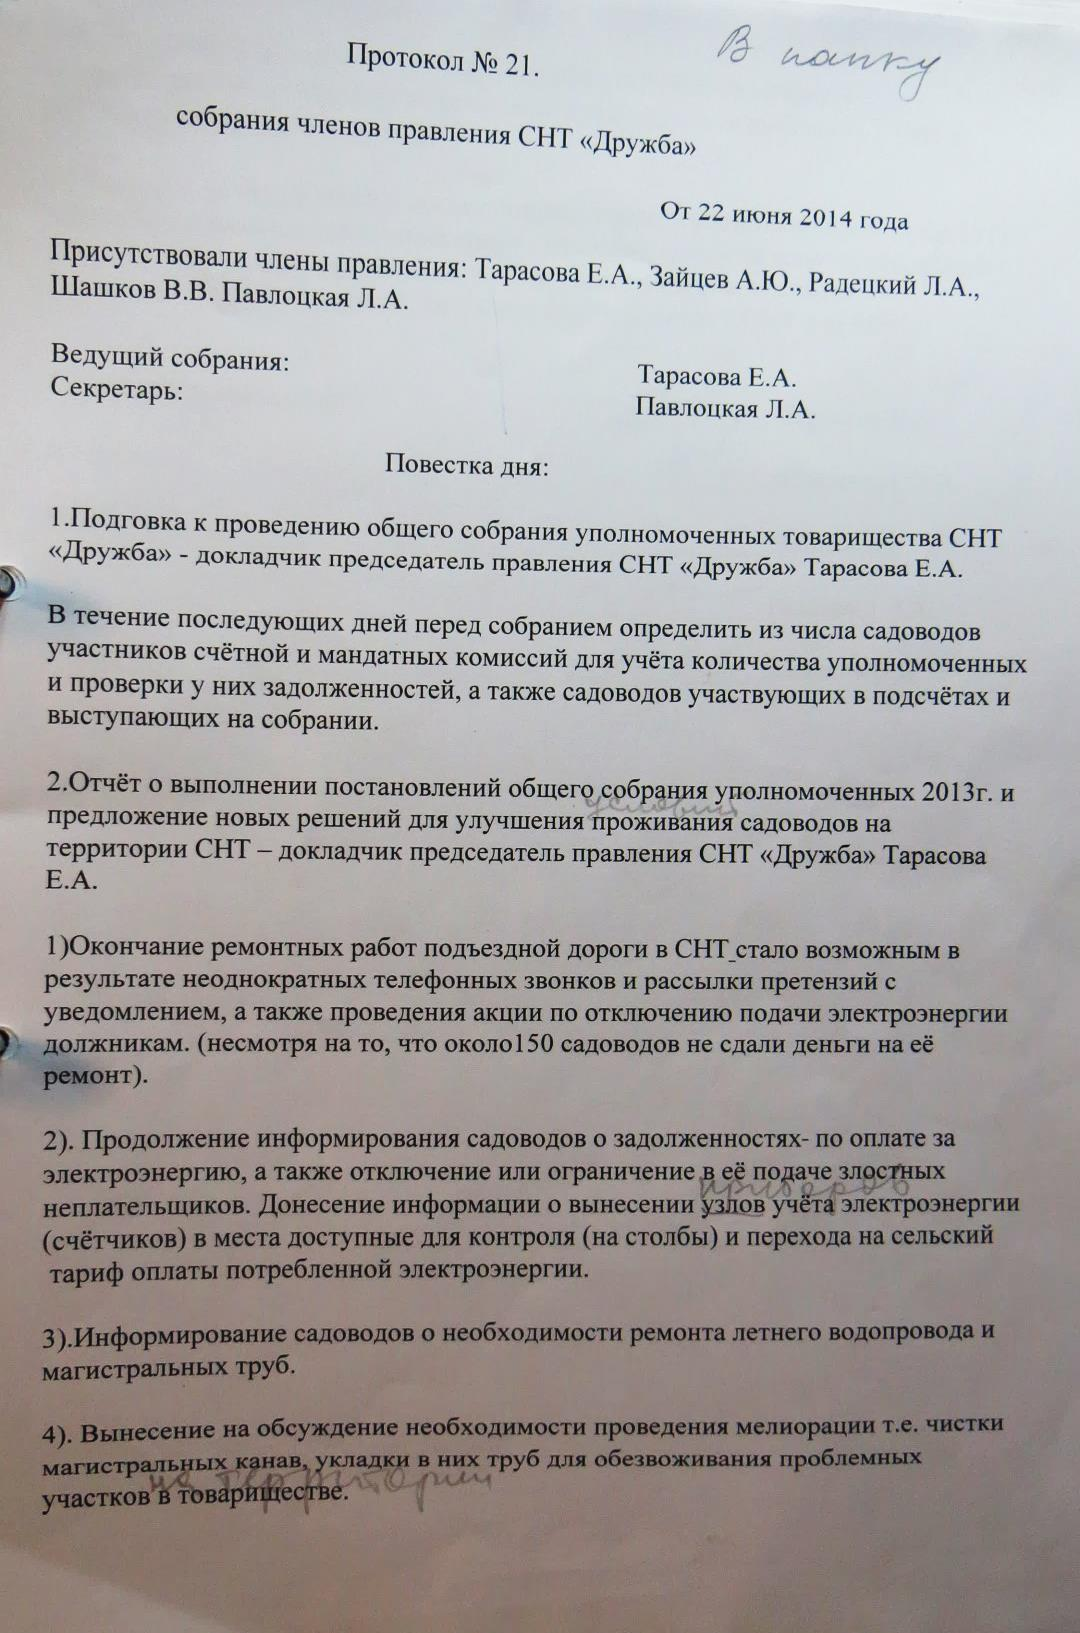 В папку
Протокол № 21.
собрания членов правления СНТ «Дружба»
От 22 июня 2014 года
Присутствовали члены правления: Тарасова Е.А., Зайцев А.Ю., Радецкий Л.А.,
Шашков В.В. Павлоцкая Л.А.
Ведущий собрания: Тарасова Е.А.
Секретарь: Павлоцкая Л.А.
Повестка дня:
1.Подговка к проведению общего собрания уполномоченных товарищества СНТ
«Дружба» - докладчик председатель правления СНТ «Дружба» Тарасова Е.А.
В течение последующих дней перед собранием определить из числа садоводов
участников счётной и мандатных комиссий для учёта количества уполномоченных
и проверки у них задолженностей, а также садоводов участвующих в подсчётах и
выступающих на собрании.
2.Отчёт о выполнении постановлений общего собрания уполномоченных 2013г. и
условий
предложение новых решений для улучшения проживания садоводов на
территории СНТ – докладчик председатель правления СНТ «Дружба» Тарасова
Е.А.
1)Окончание ремонтных работ подъездной дороги в СНТ стало возможным в
результате неоднократных телефонных звонков и рассылки претензий с
уведомлением, а также проведения акции по отключению подачи электроэнергии
должникам. (несмотря на то, что около150 садоводов не сдали деньги на её
ремонт).
2). Продолжение информирования садоводов о задолженностях- по оплате за
электроэнергию, а также отключение или ограничение в её подаче злостных
приборов
неплательщиков. Донесение информации о вынесении узлов учёта электроэнергии
(счётчиков) в места доступные для контроля (на столбы) и перехода на сельский
тариф оплаты потребленной электроэнергии.
3).Информирование садоводов о необходимости ремонта летнего водопровода и
магистральных труб.
4). Вынесение на обсуждение необходимости проведения мелиорации т.е. чистки
магистральных канав, укладки в них труб для обезвоживания проблемных
на территории
участков в товариществе.